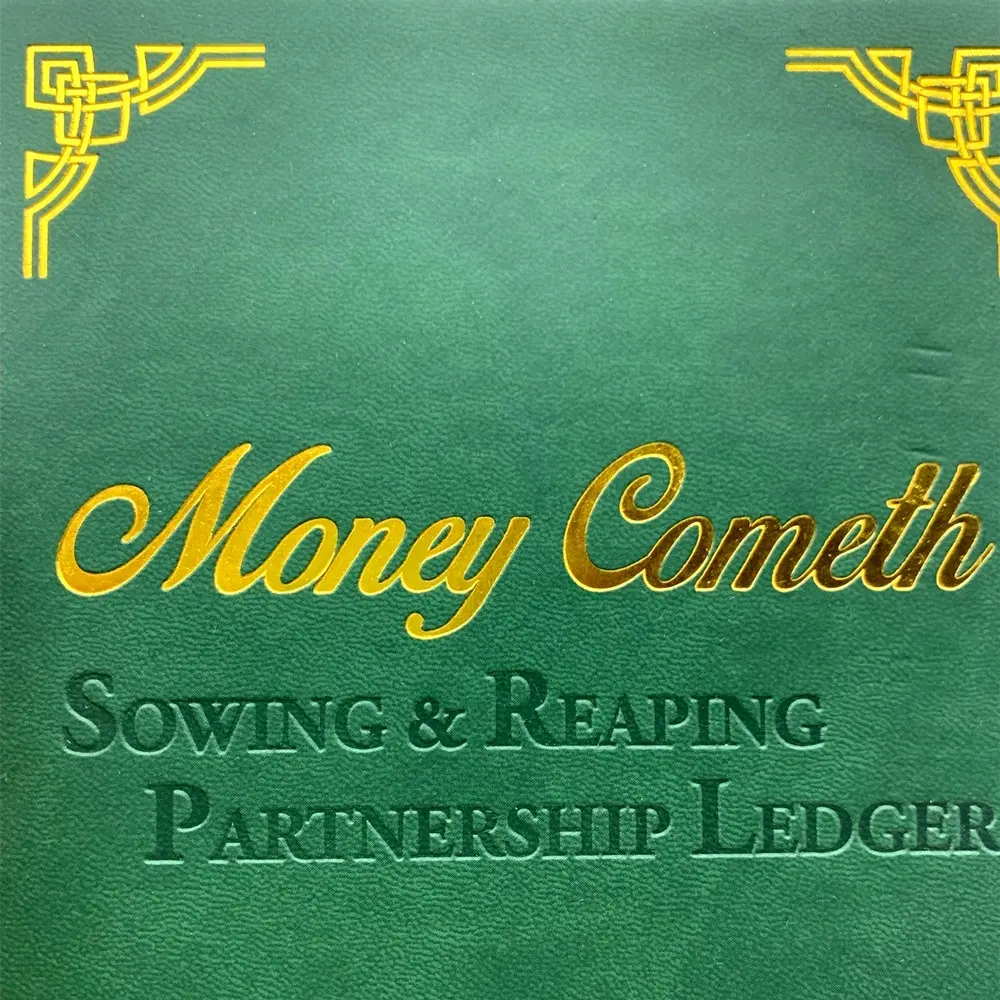 Money Cometh
SOWING & REAPING
PARTNERSHIP LEDGER